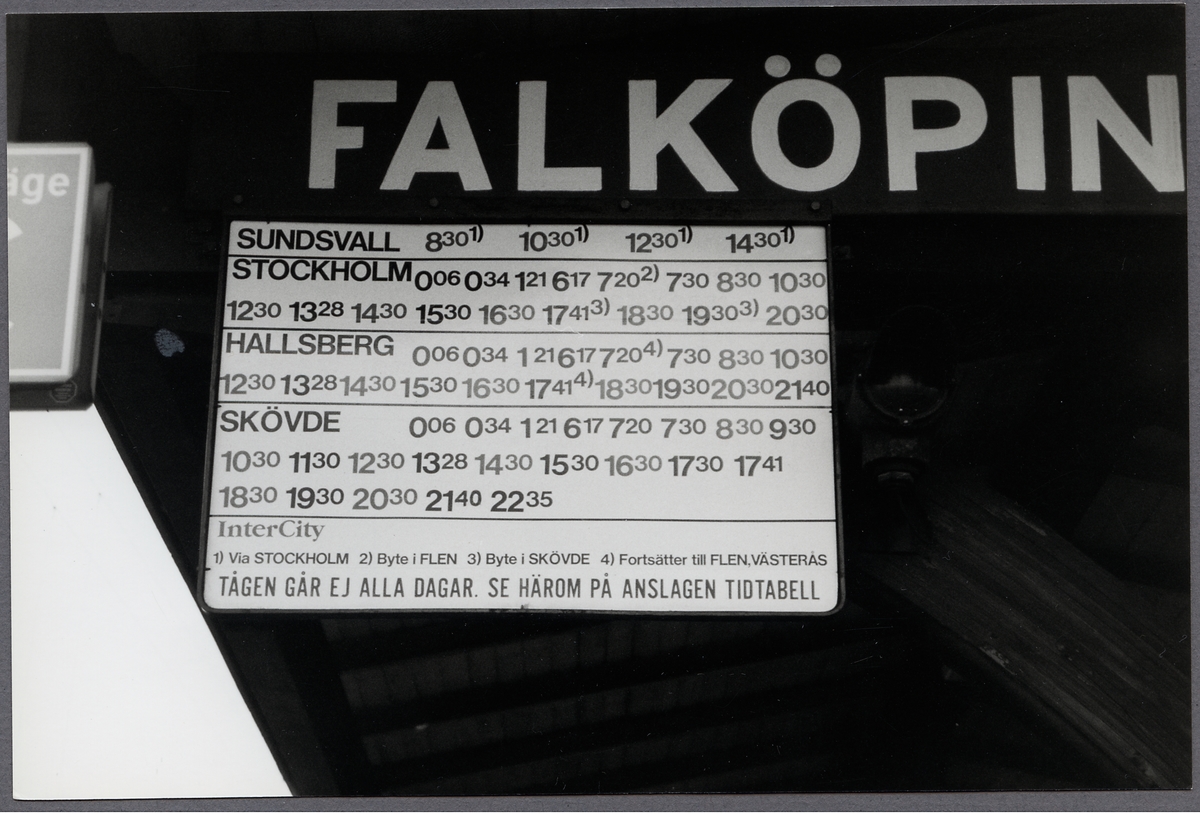 FALKÖPIN
äge
SUNDSVALL 8³⁰ ¹⁾ 10³⁰ ¹⁾ 12³⁰ ¹⁾ 14³⁰ ¹⁾
STOCKHOLM 0⁰⁶ 0³⁴ 1²¹ 6¹⁷ 7²⁰ ²⁾ 7³⁰ 8³⁰ 10³⁰
12³⁰ 13²⁸ 14³⁰ 15³⁰ 16³⁰ 17⁴¹ ³⁾ 18³⁰ 19³⁰ ³⁾ 20³⁰
HALLSBERG 0⁰⁶ 0³⁴ 1²¹ 6¹⁷ 7²⁰ ⁴⁾ 7³⁰ 8³⁰ 10³⁰
12³⁰ 13²⁸ 14³⁰ 15³⁰ 16³⁰ 17⁴¹ ⁴⁾ 18³⁰ 19³⁰ 20³⁰ 21⁴⁰
SKÖVDE 0⁰⁶ 0³⁴ 1²¹ 6¹⁷ 7²⁰ 7³⁰ 8³⁰ 9³⁰
10³⁰ 11³⁰ 12³⁰ 13²⁸ 14³⁰ 15³⁰ 16³⁰ 17³⁰ 17⁴¹
18³⁰ 19³⁰ 20³⁰ 21⁴⁰ 22³⁵
InterCity
1) Via STOCKHOLM 2) Byte i FLEN 3) Byte i SKÖVDE 4) Fortsätter till FLEN,VÄSTERÅS
TÅGEN GÅR EJ ALLA DAGAR. SE HÄROM PÅ ANSLAGEN TIDTABELL